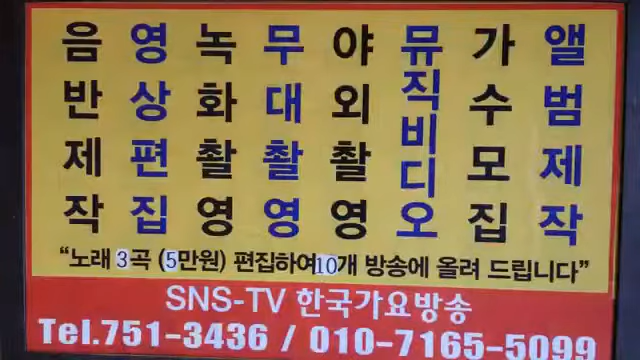 음반제작
영상편집
녹화촬영
무대촬영
야외촬영
뮤직비디오
가수모집
앨범제작
“노래 3곡 (5만원) 편집하여10개 방송에 올려 드립니다”
SNS-TV 한국가요방송
Tel.751-3436 / 010-7165-5099